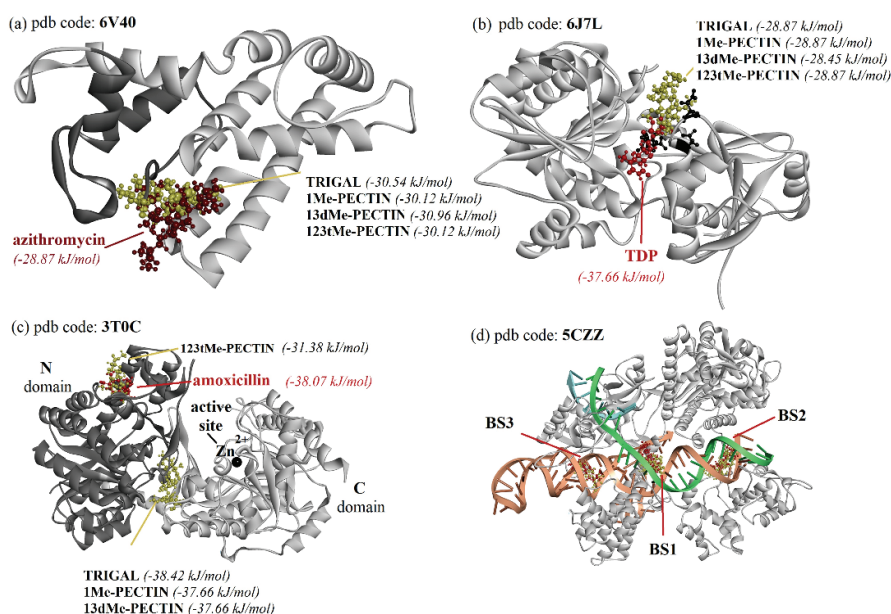 (a) pdb code: 6V40
TRIGAL (-30.54 kJ/mol)
1Me-PECTIN (-30.12 kJ/mol)
13dMe-PECTIN (-30.96 kJ/mol)
123tMe-PECTIN (-30.12 kJ/mol)
azithromycin
(-28.87 kJ/mol)
(b) pdb code: 6J7L
TRIGAL (-28.87 kJ/mol)
1Me-PECTIN (-28.87 kJ/mol)
13dMe-PECTIN (-28.45 kJ/mol)
123tMe-PECTIN (-28.87 kJ/mol)
TDP
(-37.66 kJ/mol)
(c) pdb code: 3T0C
123tMe-PECTIN (-31.38 kJ/mol)
N
domain
amoxicillin (-38.07 kJ/mol)
active
site
Zn2+
C
domain
TRIGAL (-38.42 kJ/mol)
1Me-PECTIN (-37.66 kJ/mol)
13dMe-PECTIN (-37.66 kJ/mol)
(d) pdb code: 5CZZ
BS3
BS2
BS1